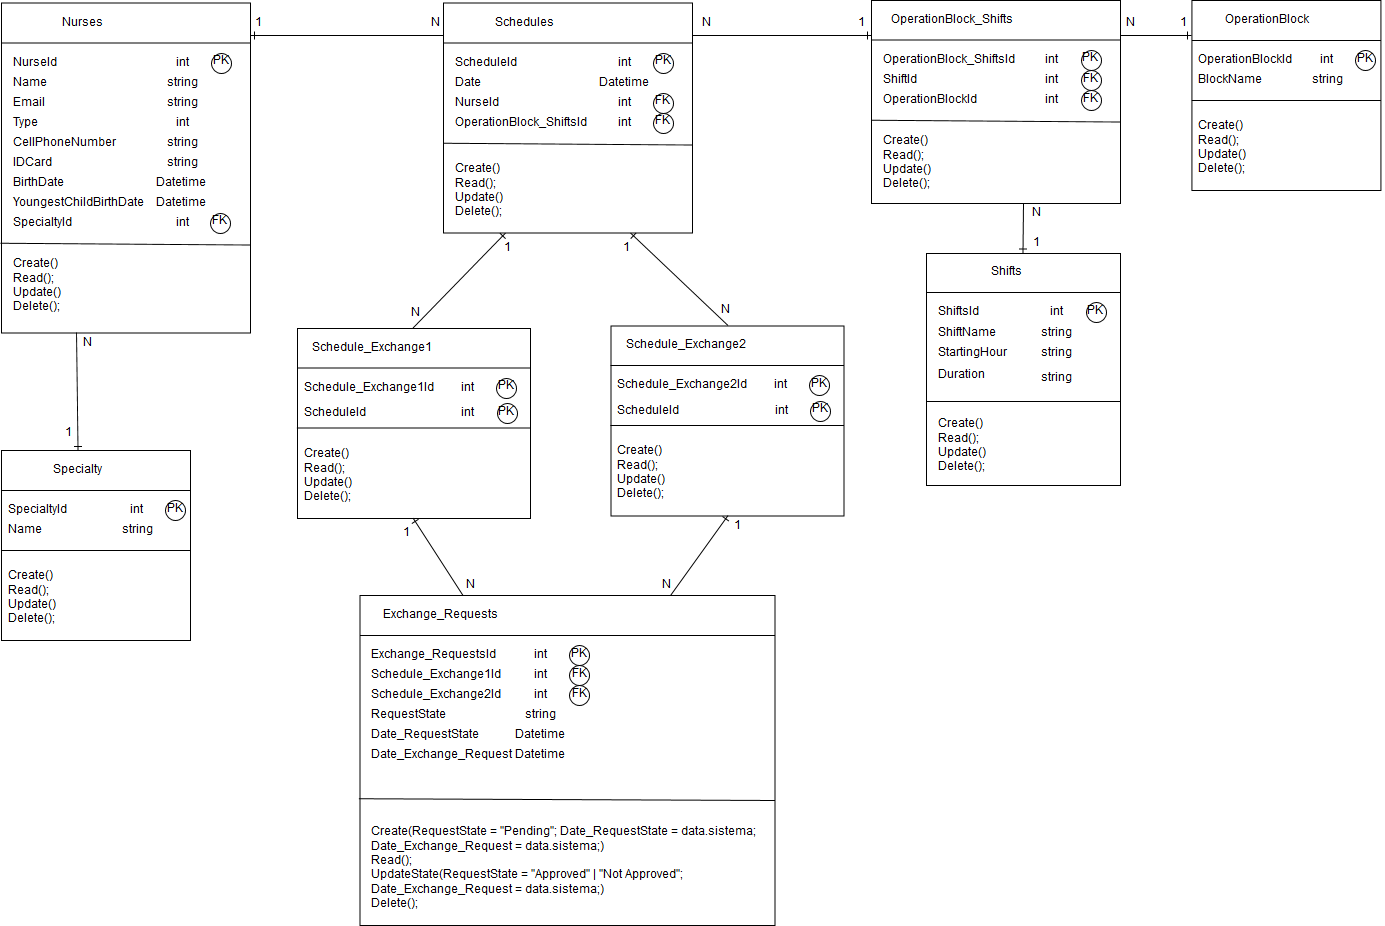 Nurses
NurseId int PK
Name string
Email string
Type int
CellPhoneNumber string
IDCard string
BirthDate Datetime
YoungestChildBirthDate Datetime
SpecialtyId int FK
Create()
Read();
Update()
Delete();
1
N
Schedules
ScheduleId int PK
Date Datetime
NurseId int FK
OperationBlock_ShiftsId int FK
Create()
Read();
Update()
Delete();
N
1
OperationBlock_Shifts
OperationBlock_ShiftsId int PK
ShiftId int FK
OperationBlockId int FK
Create()
Read();
Update()
Delete();
N
1
OperationBlock
OperationBlockId int PK
BlockName string
Create()
Read();
Update()
Delete();
N
1
Shifts
ShiftsId int PK
ShiftName string
StartingHour string
Duration string
Create()
Read();
Update()
Delete();
1
N
1
N
Schedule_Exchange1
Schedule_Exchange1Id int PK
ScheduleId int PK
Create()
Read();
Update()
Delete();
Schedule_Exchange2
Schedule_Exchange2Id int PK
ScheduleId int PK
Create()
Read();
Update()
Delete();
N
1
Specialty
SpecialtyId int PK
Name string
Create()
Read();
Update()
Delete();
1
N
1
N
Exchange_Requests
Exchange_RequestsId int PK
Schedule_Exchange1Id int FK
Schedule_Exchange2Id int FK
RequestState string
Date_RequestState Datetime
Date_Exchange_Request Datetime
Create(RequestState = "Pending"; Date_RequestState = data.sistema;
Date_Exchange_Request = data.sistema;)
Read();
UpdateState(RequestState = "Approved" | "Not Approved";
Date_Exchange_Request = data.sistema;)
Delete();